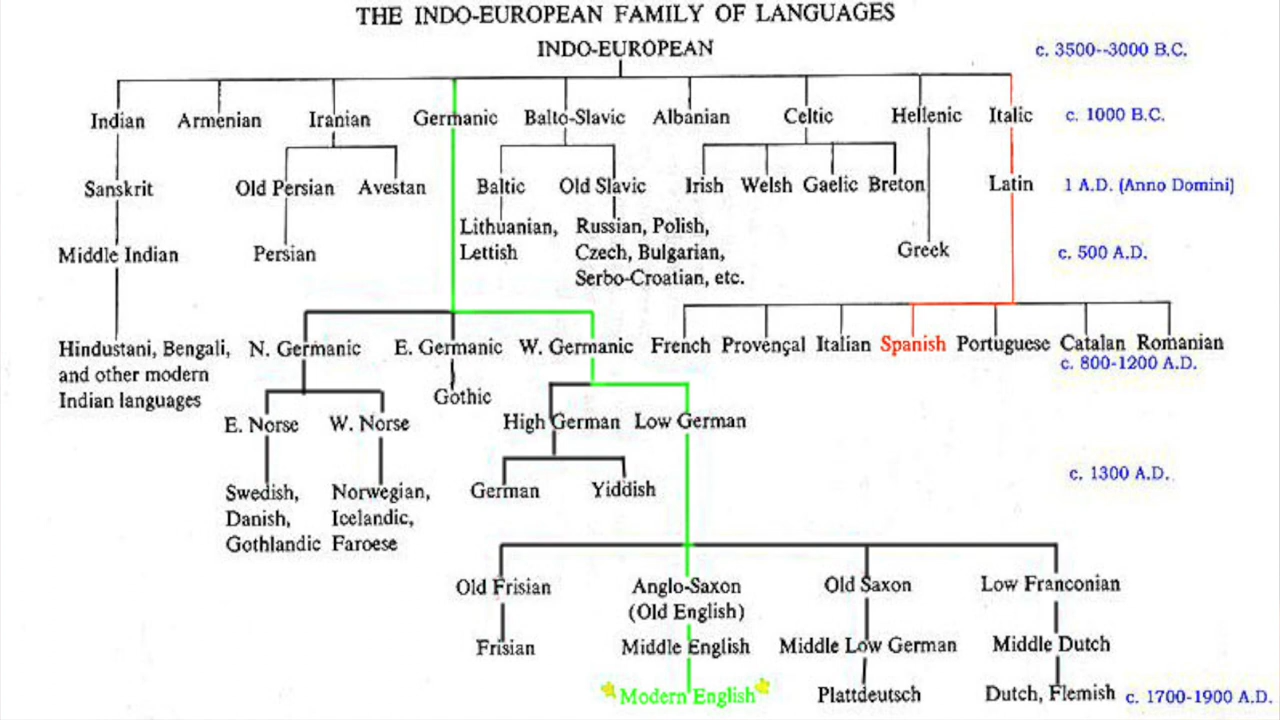 THE INDO-EUROPEAN FAMILY OF LANGUAGES
INDO-EUROPEAN
c. 3500--3000 B.C.
Indian Armenian Iranian Germanic Balto-Slavic Albanian Celtic Hellenic Italic c. 1000 B.C.
Sanskrit Old Persian Avestan Baltic Old Slavic Irish Welsh Gaelic Breton Latin 1 A.D. (Anno Domini)
Lithuanian, Russian, Polish,
Middle Indian Persian Lettish Czech, Bulgarian, Greek c. 500 A.D.
Serbo-Croatian, etc.
Hindustani, Bengali, N. Germanic E. Germanic W. Germanic French Provençal Italian Spanish Portuguese Catalan Romanian
c. 800-1200 A.D.
and other modern
Indian languages
Gothic
E. Norse W. Norse High German Low German
c. 1300 A.D.
Swedish, Norwegian, German Yiddish
Danish, Icelandic,
Gothlandic Faroese
Old Frisian Anglo-Saxon Old Saxon Low Franconian
(Old English)
Frisian Middle English Middle Low German Middle Dutch
Modern English Plattdeutsch Dutch, Flemish c. 1700-1900 A.D.